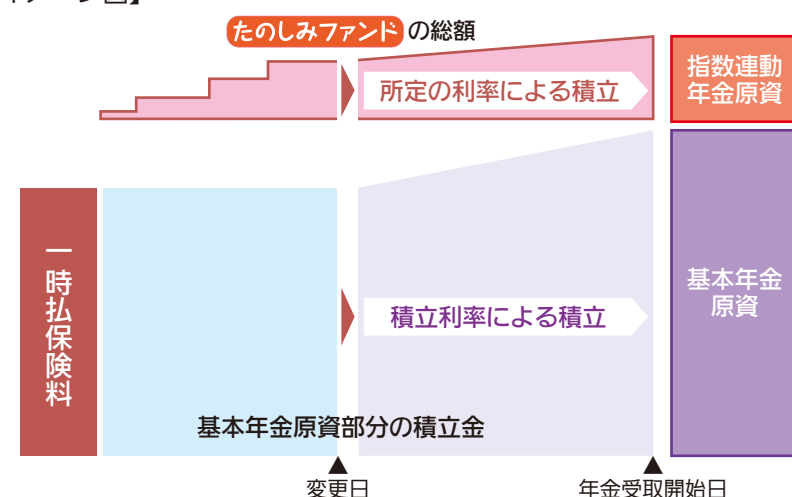 たのしみファンド の総額
所定の利率による積立
指数連動
年金原資
一時払保険料
積立利率による積立
基本年金
原資
基本年金原資部分の積立金
変更日
年金受取開始日